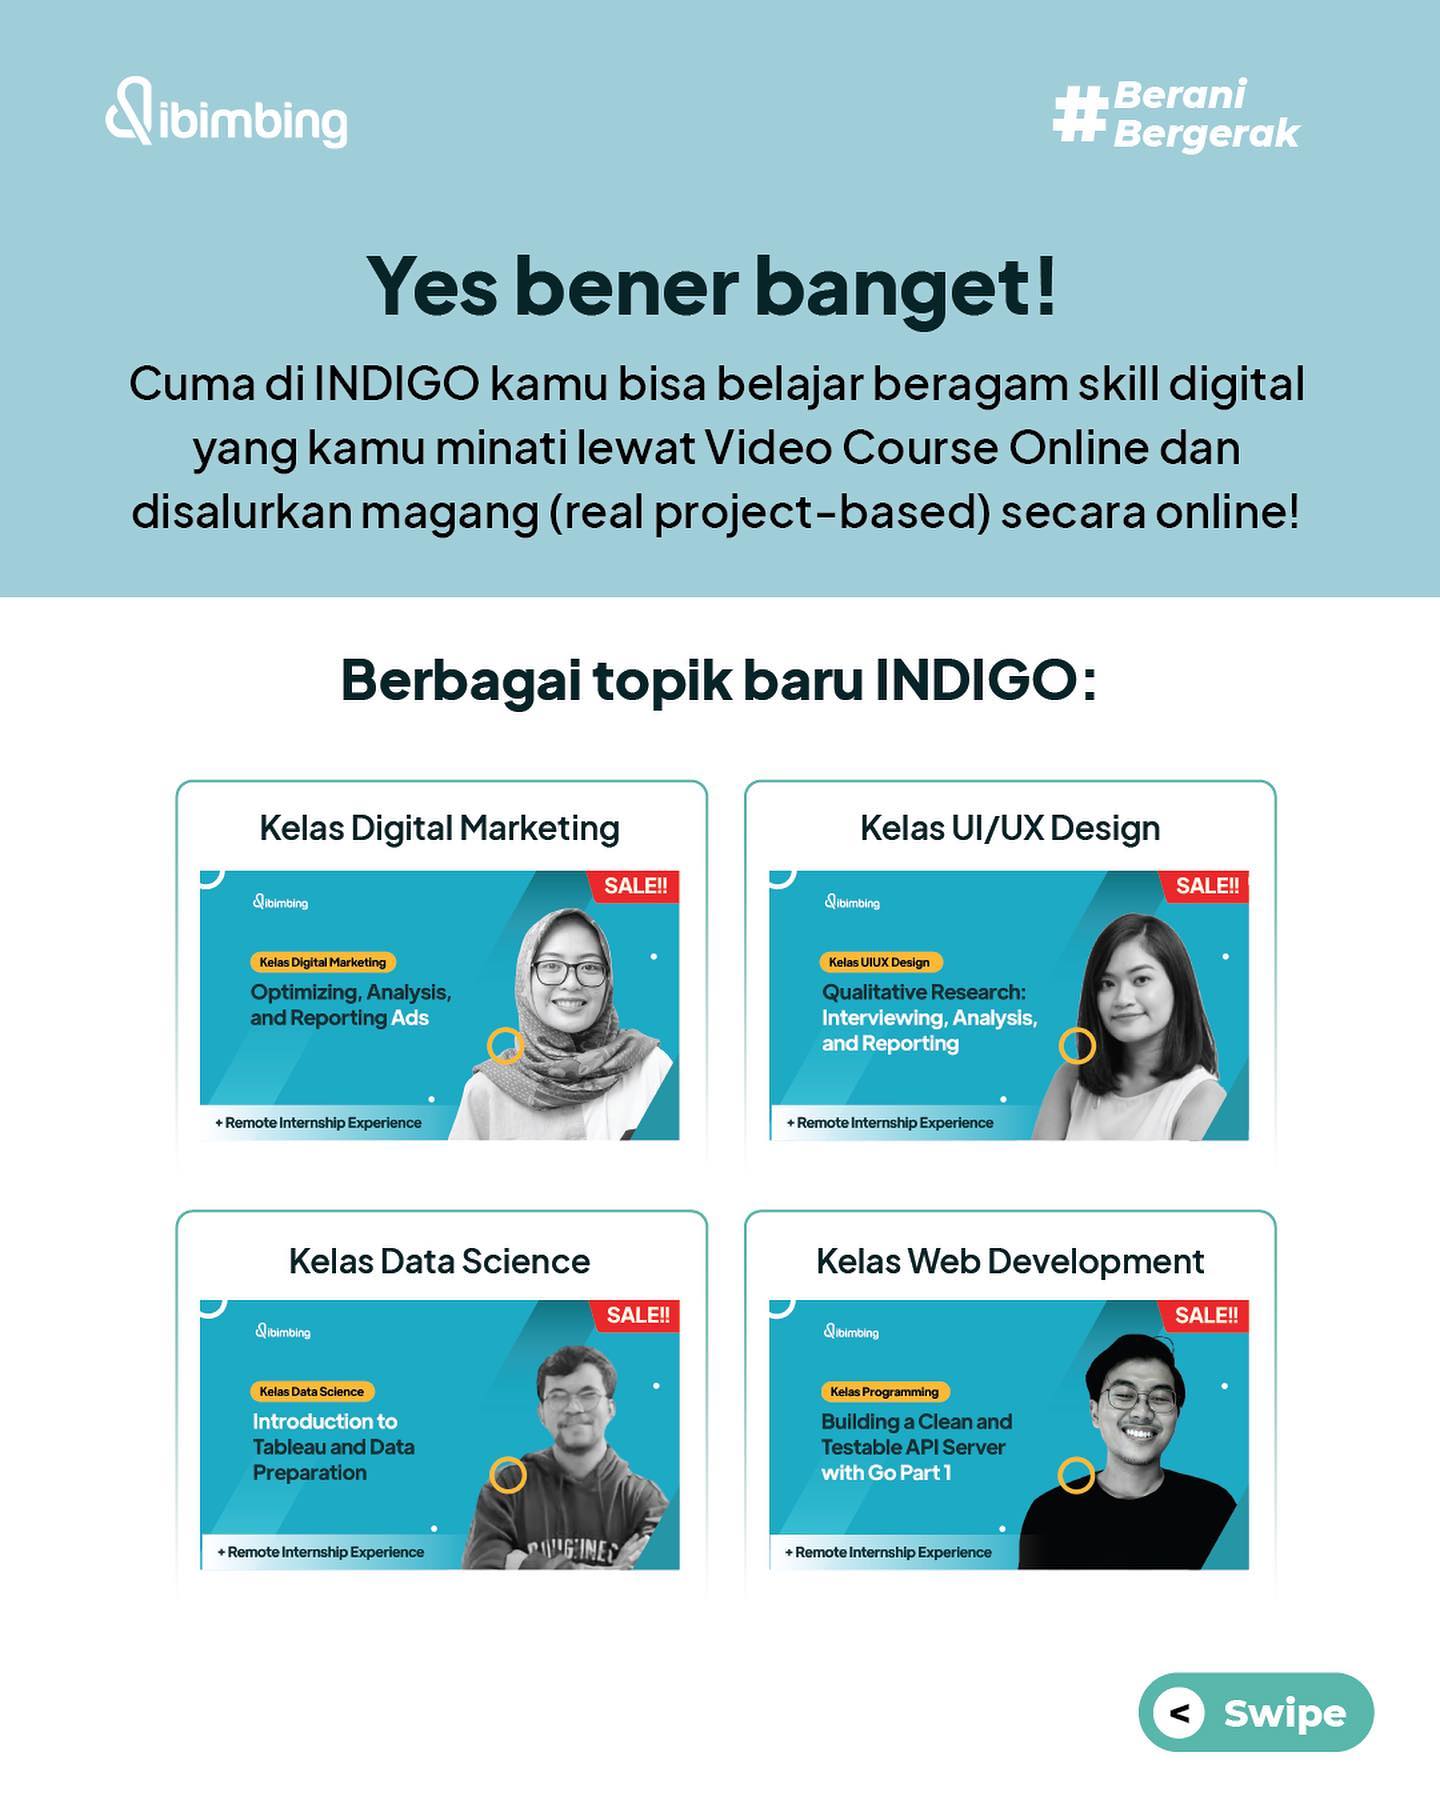 dibimbing
#Berani
Bergerak
Yes bener banget!
Cuma di INDIGO kamu bisa belajar beragam skill digital
yang kamu minati lewat Video Course Online dan
disalurkan magang (real project-based) secara online!
Berbagai topik baru INDIGO:
Kelas Digital Marketing
SALE!!
dibimbing
Kelas Digital Marketing
Optimizing, Analysis,
and Reporting Ads
+ Remote Internship Experience
Kelas UI/UX Design
SALE!!
dibimbing
Kelas UIUX Design
Qualitative Research:
Interviewing, Analysis,
and Reporting
+ Remote Internship Experience
Kelas Data Science
SALE!!
dibimbing
Kelas Data Science
Introduction to
Tableau and Data
Preparation
+ Remote Internship Experience
Kelas Web Development
SALE!!
dibimbing
Kelas Programming
Building a Clean and
Testable API Server
with Go Part 1
+ Remote Internship Experience
< Swipe